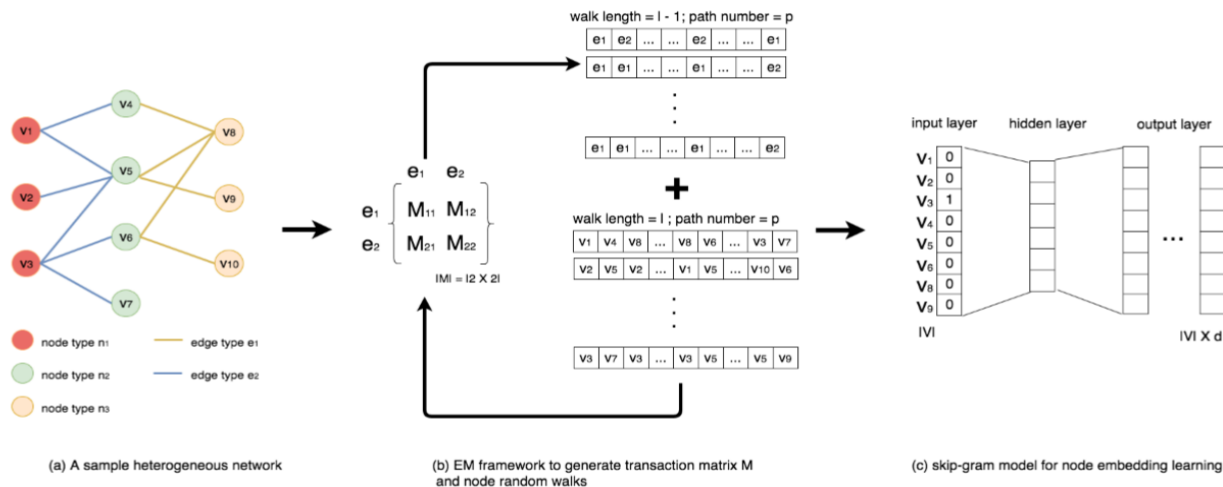 V1
V2
V3
V4
V5
V6
V7
V8
V9
V10
node type n1
edge type e1
node type n2
edge type e2
node type n3
(a) A sample heterogeneous network
walk length = l - 1; path number = p
e1 e2 ... ... e2 ... ... e1
e1 e1 ... ... e1 ... ... e2
e1 e1 ... ... e1 ... ... e2
+
e1 e2
e1 M11 M12
e2 M21 M22
|M| = |2 X 2|
walk length = l ; path number = p
V1 V4 V8 ... V8 V6 ... V3 V7
V2 V5 V2 ... V1 V5 ... V10 V6
V3 V7 V3 ... V3 V5 ... V5 V9
(b) EM framework to generate transaction matrix M
and node random walks
input layer
hidden layer
output layer
V1 0
V2 0
V3 1
V4 0
V5 0
V6 0
V8 0
V9 0
|V|
...
|V| X d
(c) skip-gram model for node embedding learning